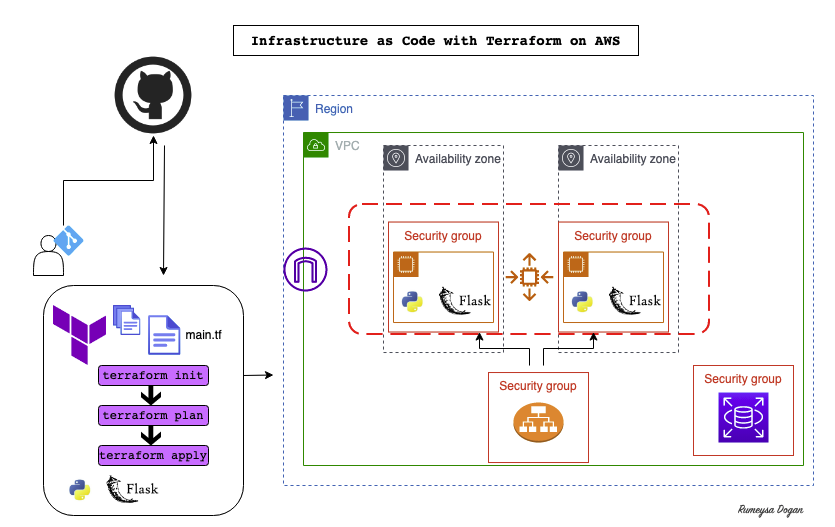 Infrastructure as Code with Terraform on AWS
Region
VPC
Availability zone
Availability zone
Security group
Security group
Flask
Flask
main.tf
terraform init
terraform plan
terraform apply
Flask
Security group
Security group
Rumeysa Dogan